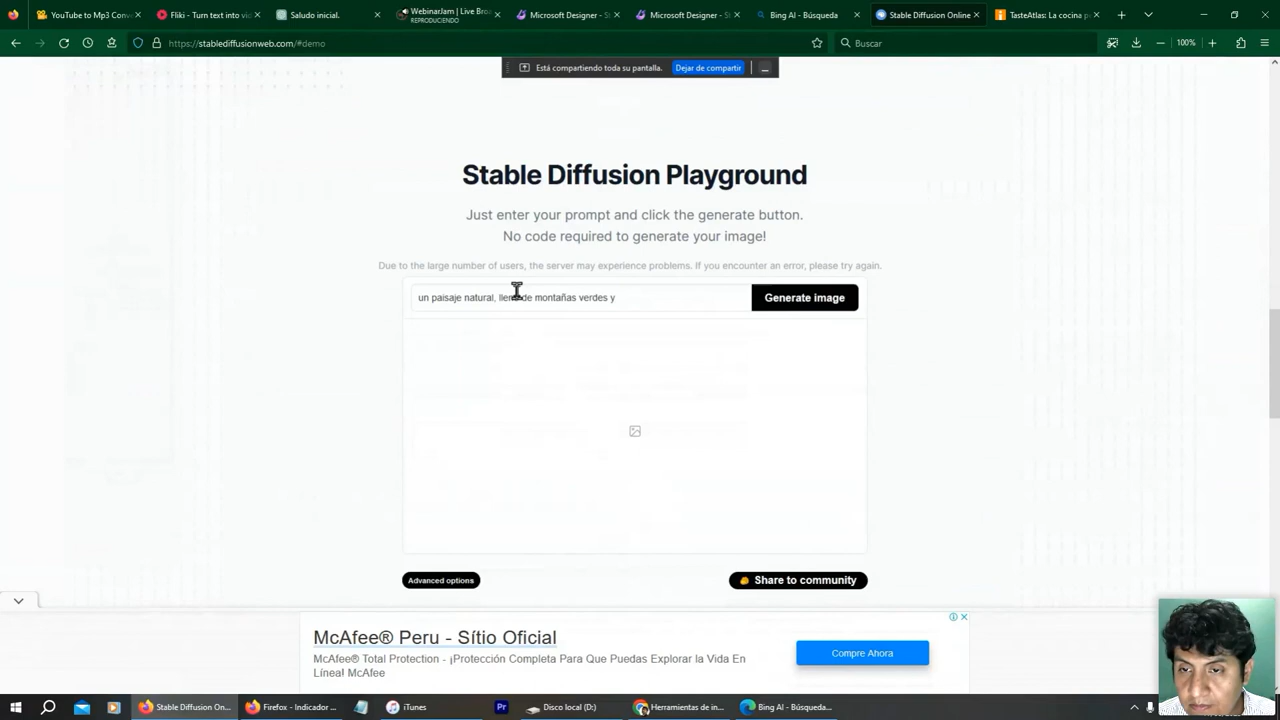 YouTube to Mp3 Conv
Fliki - Turn text into vide
Saludo inicial.
WebinarJam | Live Broa
REPRODUCIENDO
Microsoft Designer - St
Microsoft Designer - St
Bing AI - Búsqueda
Stable Diffusion Online
TasteAtlas: La cocina p
https://stablediffusionweb.com/#demo
Buscar
100%
Está compartiendo toda su pantalla.
Dejar de compartir
Stable Diffusion Playground
Just enter your prompt and click the generate button.
No code required to generate your image!
Due to the large number of users, the server may experience problems. If you encounter an error, please try again.
un paisaje natural, de montañas verdes y
Generate image
Advanced options
Share to community
McAfee® Peru - Sítio Oficial
McAfee® Total Protection - ¡Protección Completa Para Que Puedas Explorar la Vida En
Línea! McAfee
Compre Ahora
Stable Diffusion On...
Firefox - Indicador ...
iTunes
Pr
Disco local (D:)
Herramientas de in...
Bing AI - Búsqueda...